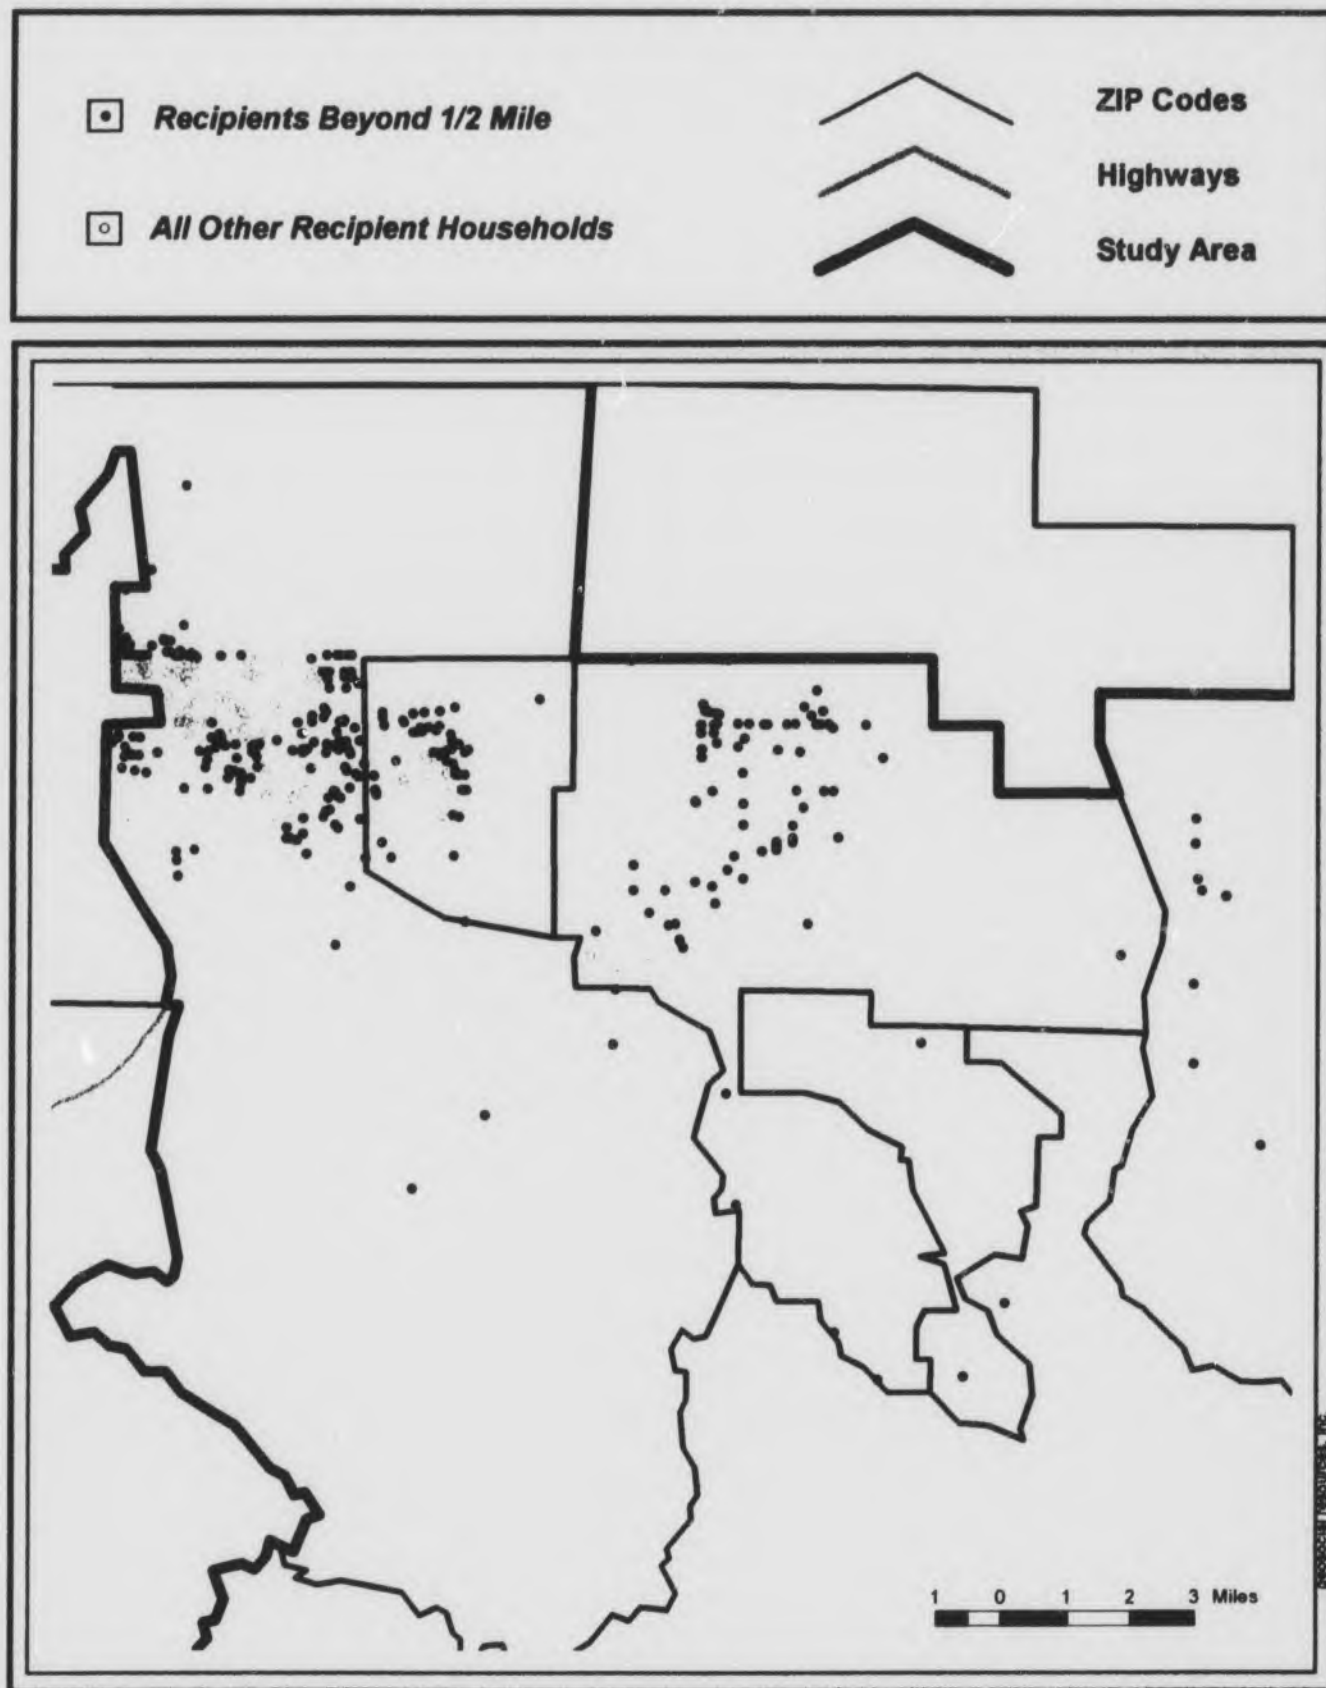 Recipients Beyond 1/2 Mile
All Other Recipient Households
ZIP Codes
Highways
Study Area
1 0 1 2 3 Miles